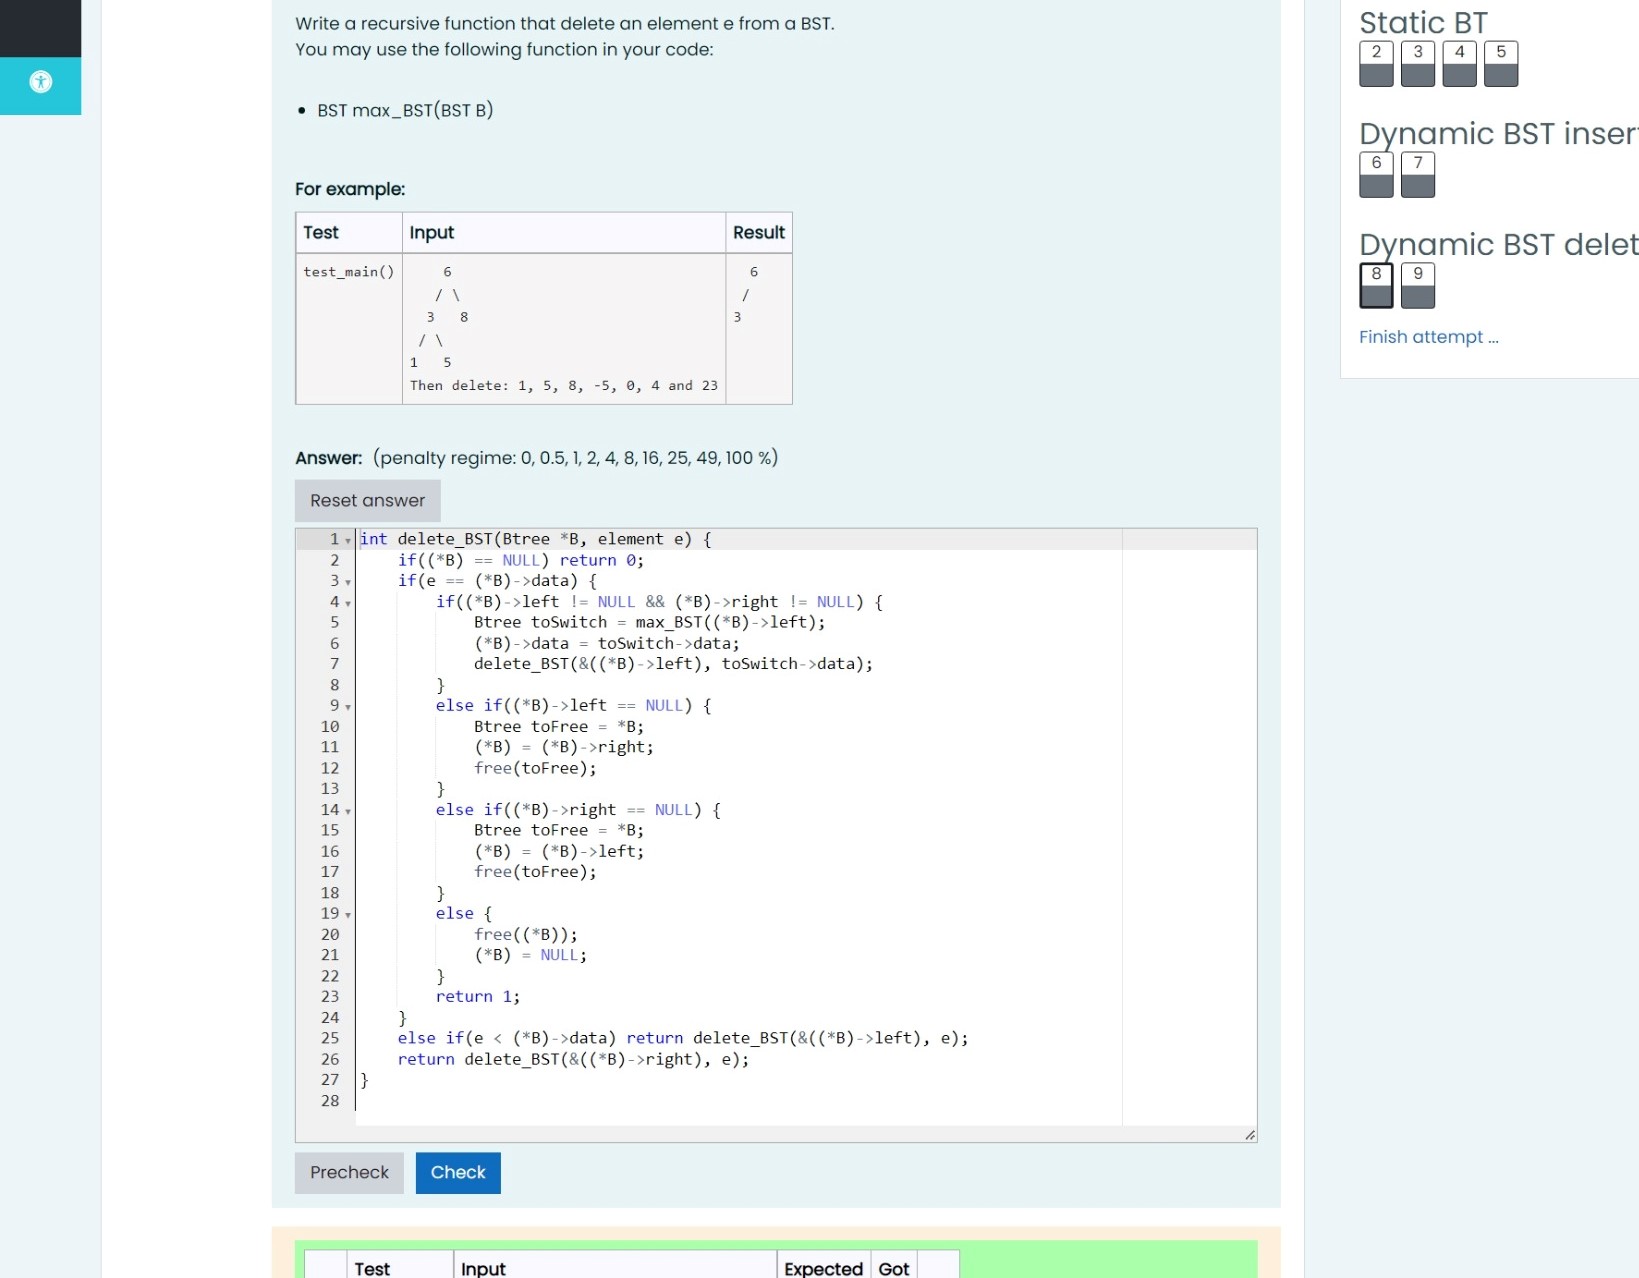 Write a recursive function that delete an element e from a BST.
You may use the following function in your code:
• BST max_BST(BST B)
For example:
Test Input Result
test_main()
6
/ \
3 8
/ \
1 5
Then delete: 1, 5, 8, -5, 0, 4 and 23
6
/
3
Answer: (penalty regime: 0, 0.5, 1, 2, 4, 8, 16, 25, 49, 100 %)
Reset answer
1 int delete_BST(Btree *B, element e) {
2 if((*B) == NULL) return 0;
3 if(e == (*B)->data) {
4 if((*B)->left != NULL && (*B)->right != NULL) {
5 Btree toSwitch = max_BST((*B)->left);
6 (*B)->data = toSwitch->data;
7 delete_BST(&((*B)->left), toSwitch->data);
8 }
9 else if((*B)->left == NULL) {
10 Btree toFree = *B;
11 (*B) = (*B)->right;
12 free(toFree);
13 }
14 else if((*B)->right == NULL) {
15 Btree toFree = *B;
16 (*B) = (*B)->left;
17 free(toFree);
18 }
19 else {
20 free((*B));
21 (*B) = NULL;
22 }
23 return 1;
24 }
25 else if(e < (*B)->data) return delete_BST(&((*B)->left), e);
26 return delete_BST(&((*B)->right), e);
27 }
28
Precheck Check
Test Input Expected Got
Static BT
2 3 4 5
Dynamic BST inser
6 7
Dynamic BST delet
8 9
Finish attempt ...